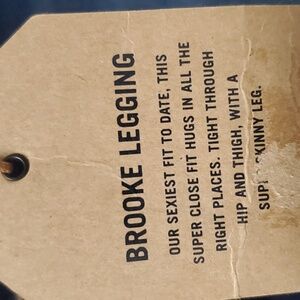 BROOKE LEGGING
OUR SEXIEST FIT TO DATE, THIS
SUPER CLOSE FIT HUGS IN ALL THE
RIGHT PLACES. TIGHT THROUGH
HIP AND THIGH, WITH A
SKINNY LEG.